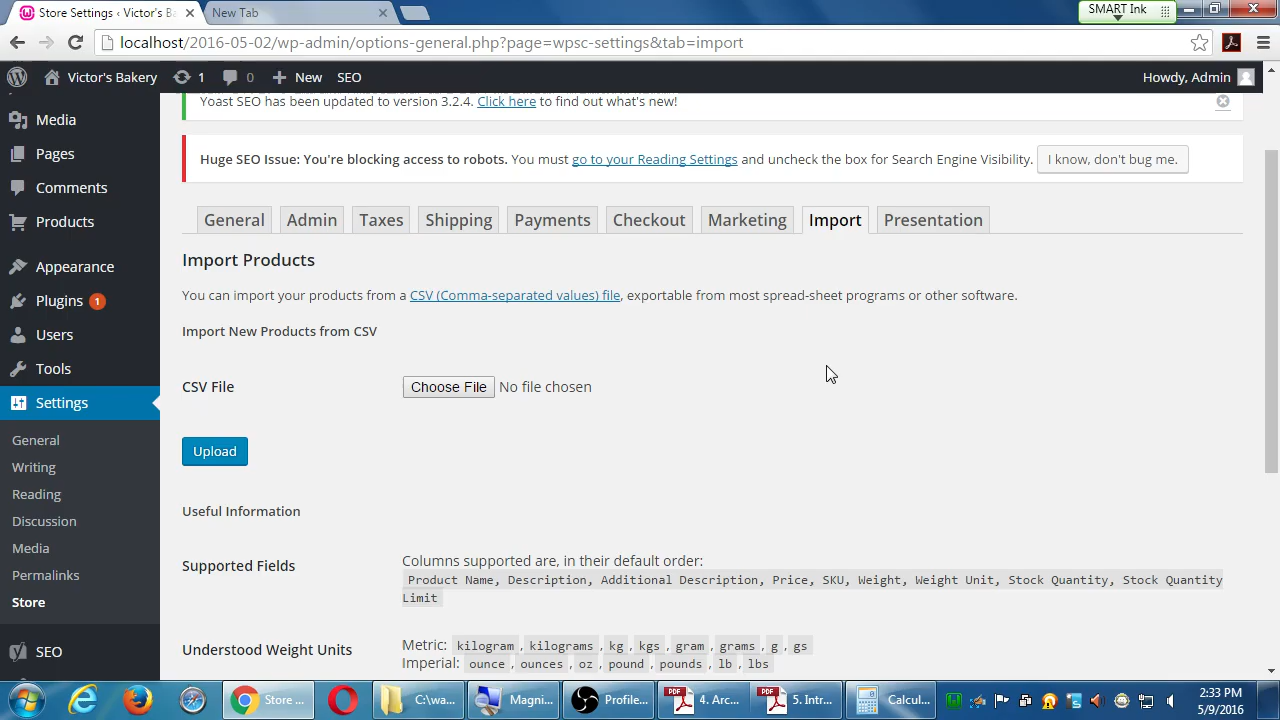 Store Settings ‹ Victor's Ba
New Tab
SMART Ink
localhost/2016-05-02/wp-admin/options-general.php?page=wpsc-settings&tab=import
Victor's Bakery
1
0
New
SEO
Howdy, Admin
Yoast SEO has been updated to version 3.2.4. Click here to find out what's new!
Huge SEO Issue: You're blocking access to robots. You must go to your Reading Settings and uncheck the box for Search Engine Visibility.
I know, don't bug me.
Media
Pages
Comments
Products
Appearance
Plugins 1
Users
Tools
Settings
General
Writing
Reading
Discussion
Media
Permalinks
Store
SEO
General
Admin
Taxes
Shipping
Payments
Checkout
Marketing
Import
Presentation
Import Products
You can import your products from a CSV (Comma-separated values) file, exportable from most spread-sheet programs or other software.
Import New Products from CSV
CSV File
Choose File No file chosen
Upload
Useful Information
Supported Fields
Columns supported are, in their default order:
Product Name, Description, Additional Description, Price, SKU, Weight, Weight Unit, Stock Quantity, Stock Quantity
Limit
Understood Weight Units
Metric: kilogram, kilograms, kg, kgs, gram, grams, g, gs
Imperial: ounce, ounces, oz, pound, pounds, lb, lbs
Store ...
C:\wa...
Magni...
Profile...
PDF
4. Arc...
PDF
5. Intr...
Calcul...
2:33 PM
5/9/2016